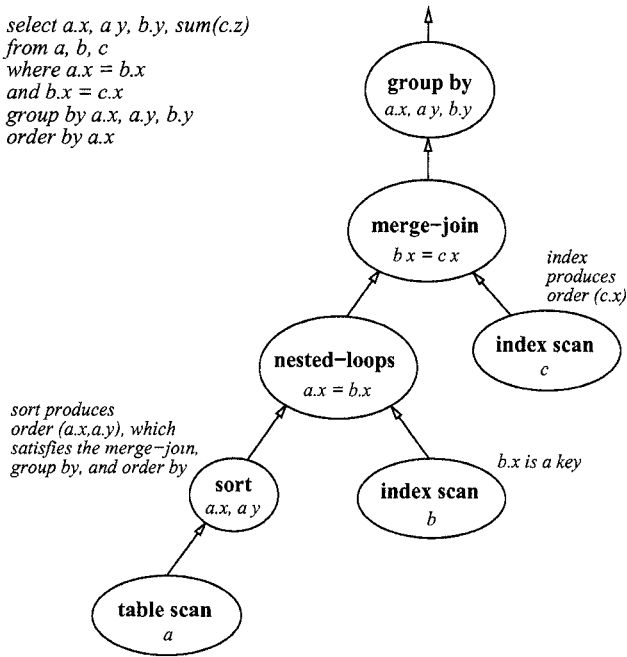 select a.x, a y, b.y, sum(c.z)
from a, b, c
where a.x = b.x
and b.x = c.x
group by a.x, a.y, b.y
order by a.x
group by
a.x, a y, b.y
merge-join
b x = c x
index
produces
order (c.x)
index scan
c
nested-loops
a.x = b.x
sort produces
order (a.x,a.y), which
satisfies the merge-join,
group by, and order by
sort
a.x, a y
index scan
b
b.x is a key
table scan
a